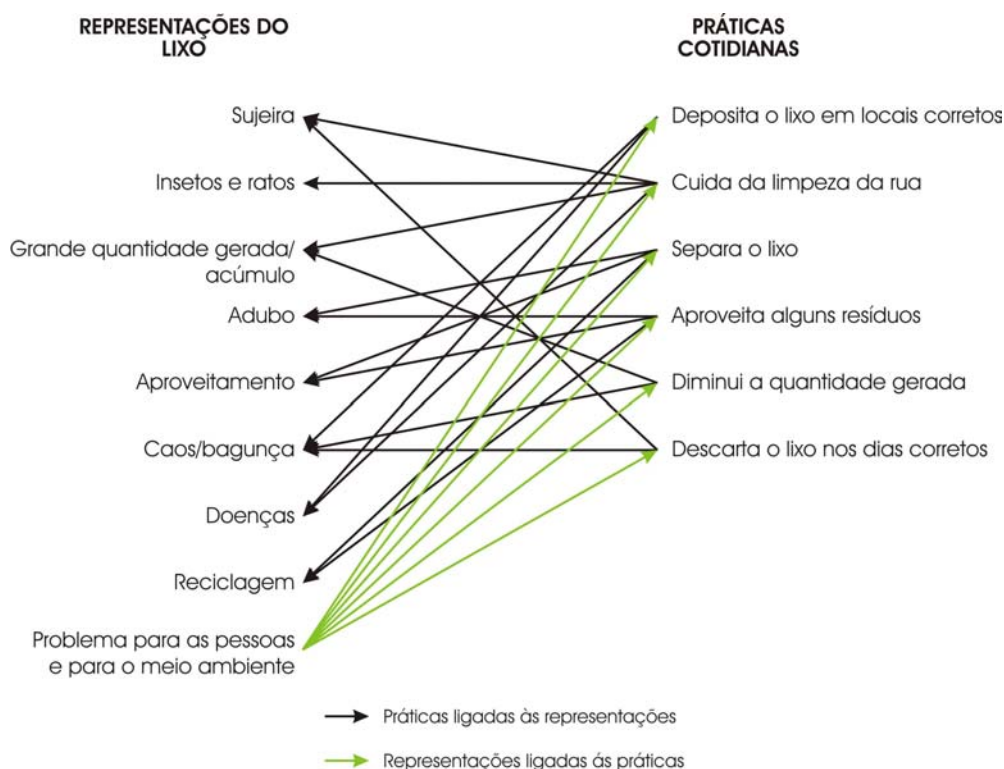 REPRESENTAÇÕES DO
LIXO
Sujeira
Insetos e ratos
Grande quantidade gerada/
acúmulo
Adubo
Aproveitamento
Caos/bagunça
Doenças
Reciclagem
Problema para as pessoas
e para o meio ambiente
PRÁTICAS
COTIDIANAS
Deposita o lixo em locais corretos
Cuida da limpeza da rua
Separa o lixo
Aproveita alguns resíduos
Diminui a quantidade gerada
Descarta o lixo nos dias corretos
Práticas ligadas às representações
Representações ligadas ás práticas